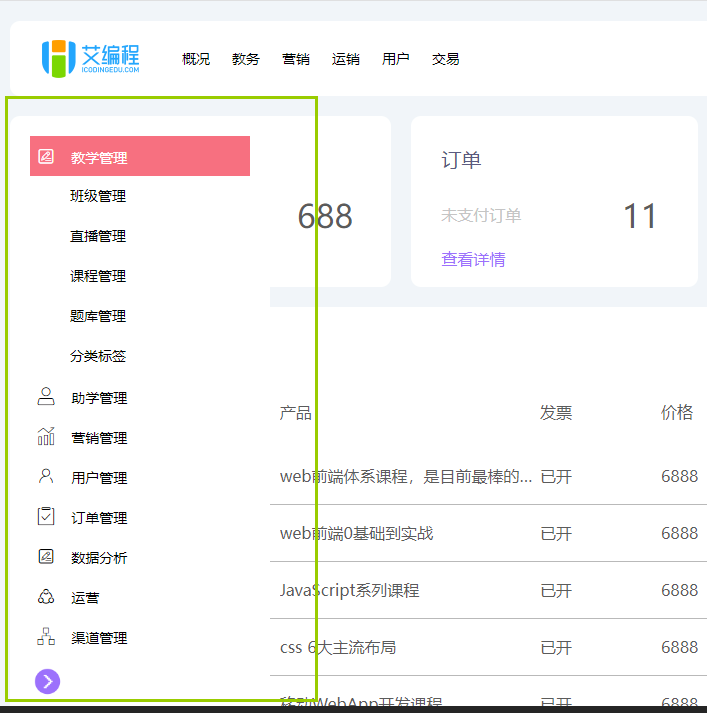 艾编程
ICODINGEDU.COM
概况 教务 营销 运销 用户 交易
教学管理
班级管理
直播管理
课程管理
题库管理
分类标签
助学管理
营销管理
用户管理
订单管理
数据分析
运营
渠道管理
688
订单
未支付订单 11
查看详情
产品 发票 价格
web前端体系课程，是目前最棒的... 已开 6888
web前端0基础到实战 已开 6888
JavaScript系列课程 已开 6888
css 6大主流布局 已开 6888
移动WebApp开发课程 已开 6888